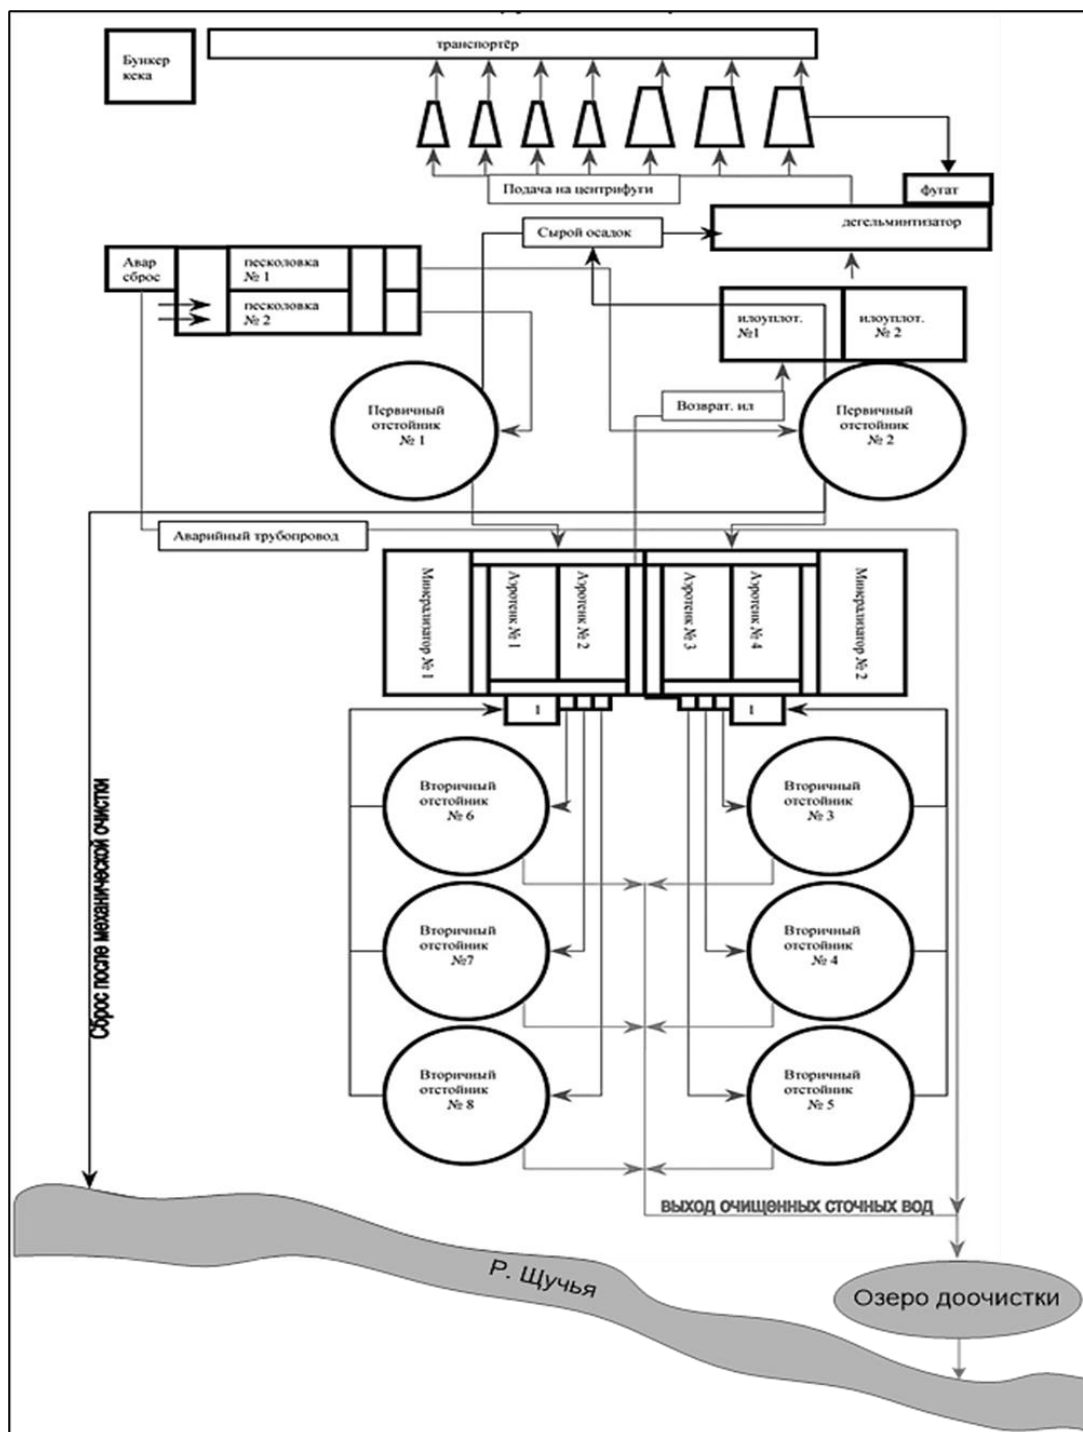 транспортёр
Бункер
кека
Подача на центрифуги
фугат
дегельминтизатор
Сырой осадок
Авар
сброс
песколовка
№ 1
песколовка
№ 2
илоуплот.
№1
илоуплот.
№ 2
Возврат. ил
Первичный
отстойник
№ 1
Первичный
отстойник
№ 2
Аварийный трубопровод
Минерализатор № 1
Аэротенк № 1
Аэротенк № 2
Аэротенк № 3
Аэротенк № 4
Минерализатор № 2
1
1
Вторичный
отстойник
№ 6
Вторичный
отстойник
№ 3
Сброс после механической очистки
Вторичный
отстойник
№7
Вторичный
отстойник
№ 4
Вторичный
отстойник
№ 8
Вторичный
отстойник
№ 5
выход очищенных сточных вод
Р. Щучья
Озеро доочистки